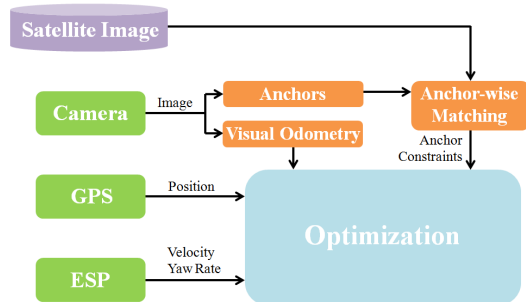 Satellite Image
Camera
Image
Anchors
Visual Odometry
Anchor-wise
Matching
Anchor
Constraints
GPS
Position
Optimization
ESP
Velocity
Yaw Rate